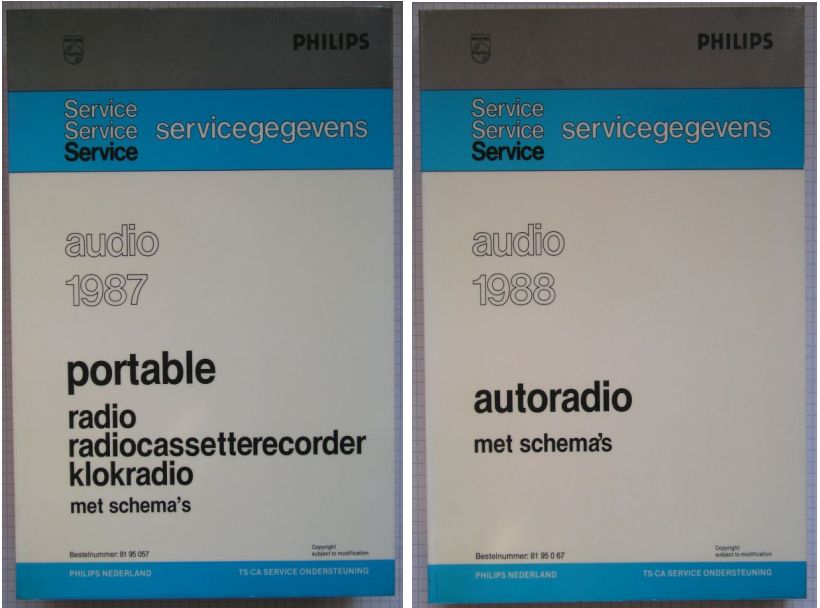 PHILIPS
PHILIPS
Service
Service servicegegevens
Service
audio
1987
portable
radio
radiocassetterecorder
klokradio
met schema's
Bestelnummer: 81 95 057
Copyright
subject to modification
PHILIPS NEDERLAND TS-CA SERVICE ONDERSTEUNING
PHILIPS
PHILIPS
Service
Service servicegegevens
Service
audio
1988
autoradio
met schema's
Bestelnummer: 81 95 0 67
Copyright
subject to modification
PHILIPS NEDERLAND TS-CA SERVICE ONDERSTEUNING